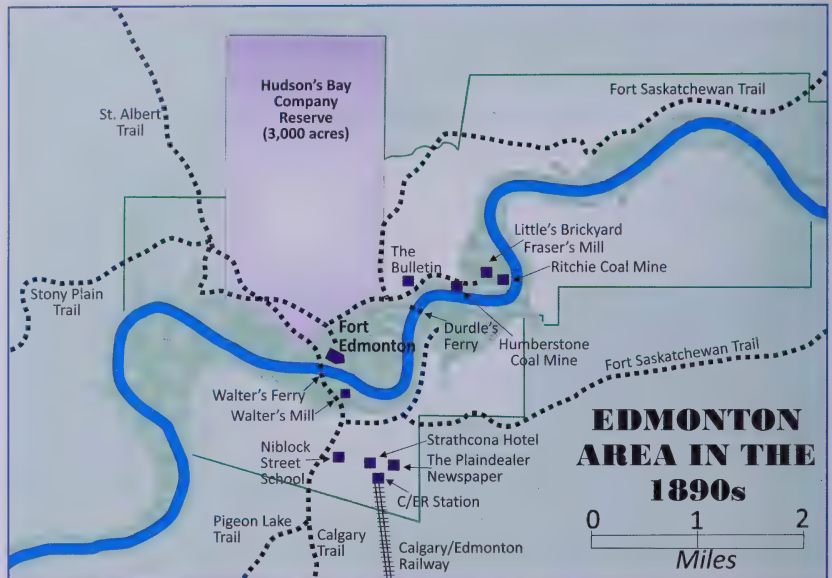 Hudson's Bay
Company
Reserve
(3,000 acres)
St. Albert
Trail
Fort Saskatchewan Trail
Little's Brickyard
Fraser's Mill
Ritchie Coal Mine
The
Bulletin
Stony Plain
Trail
Fort
Edmonton
Durdle's
Ferry
Humberstone
Coal Mine
Fort Saskatchewan Trail
Walter's Ferry
Walter's Mill
Niblock
Street
School
Strathcona Hotel
The Plaindealer
Newspaper
C/ER Station
Pigeon Lake
Trail
Calgary
Trail
Calgary/Edmonton
Railway
EDMONTON
AREA IN THE
1890s
0 1 2
Miles